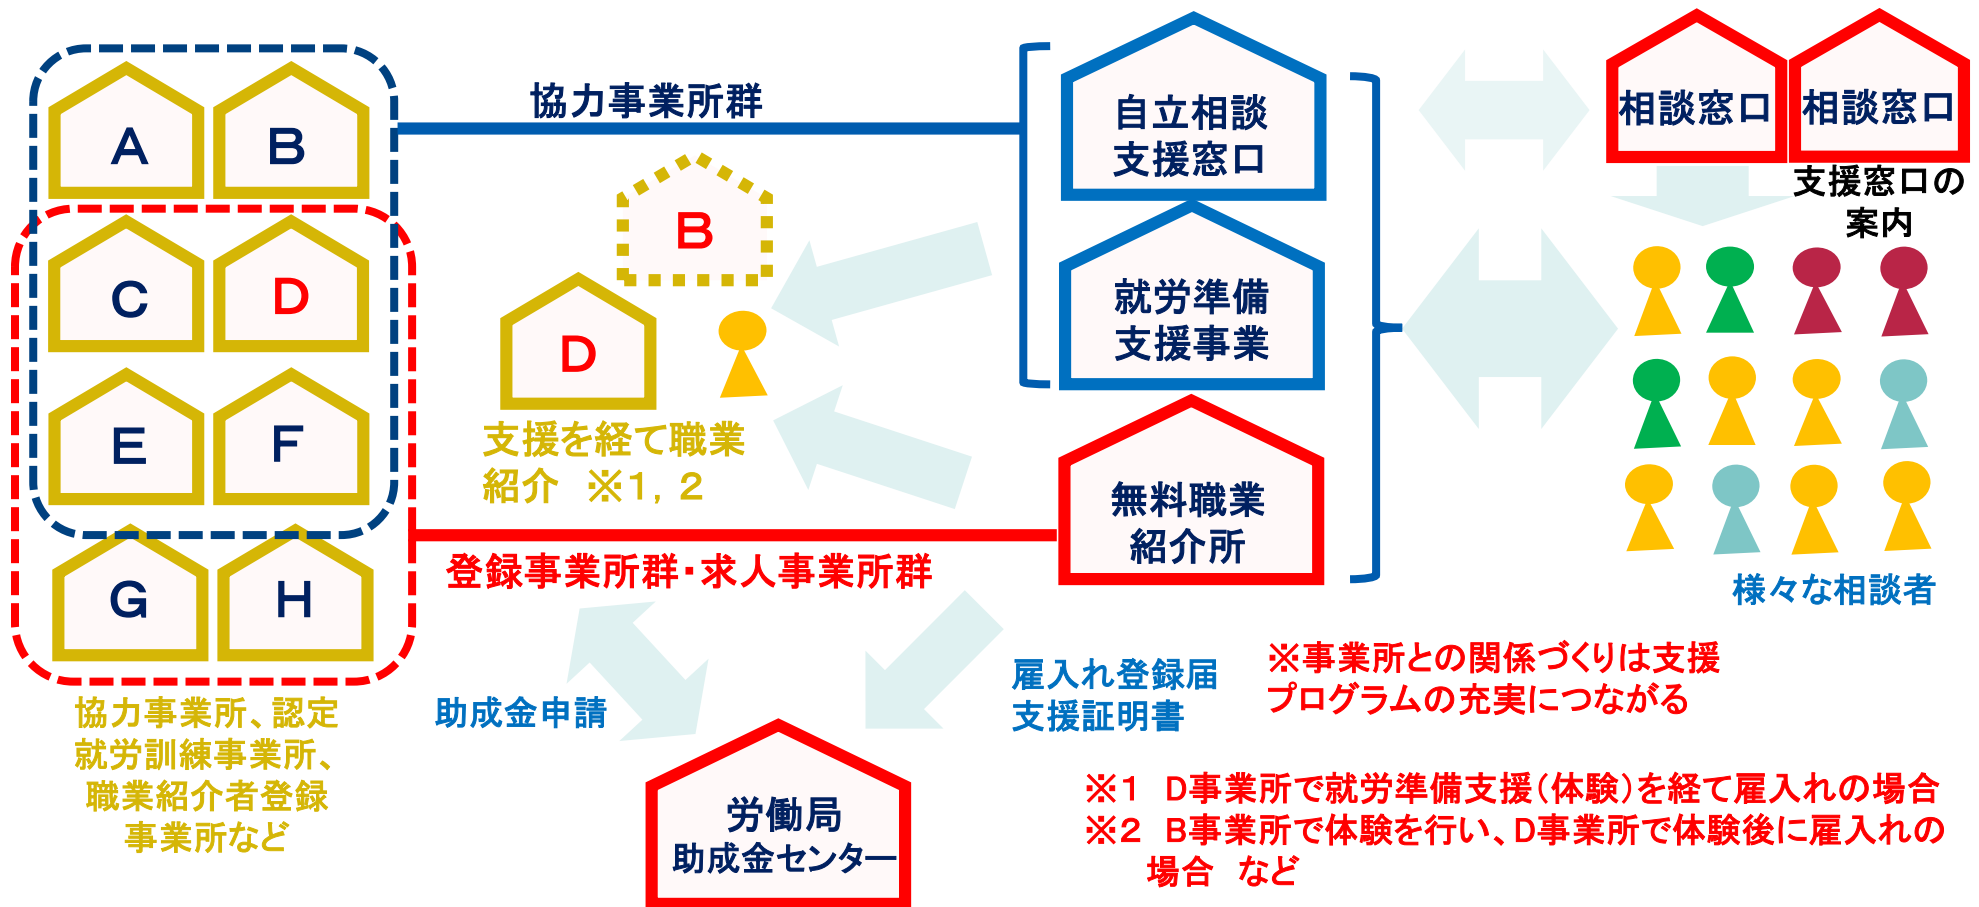 A
B
C
D
E
F
G
H
協力事業所、認定
就労訓練事業所、
職業紹介者登録
事業所など
協力事業所群
B
D
支援を経て職業
紹介　※１，２
登録事業所群・求人事業所群
助成金申請
労働局
助成金センター
自立相談
支援窓口
就労準備
支援事業
無料職業
紹介所
雇入れ登録届
支援証明書
相談窓口
相談窓口
支援窓口の
案内
様々な相談者
※事業所との関係づくりは支援
プログラムの充実につながる
※１　D事業所で就労準備支援（体験）を経て雇入れの場合
※２　B事業所で体験を行い、D事業所で体験後に雇入れの
場合　など